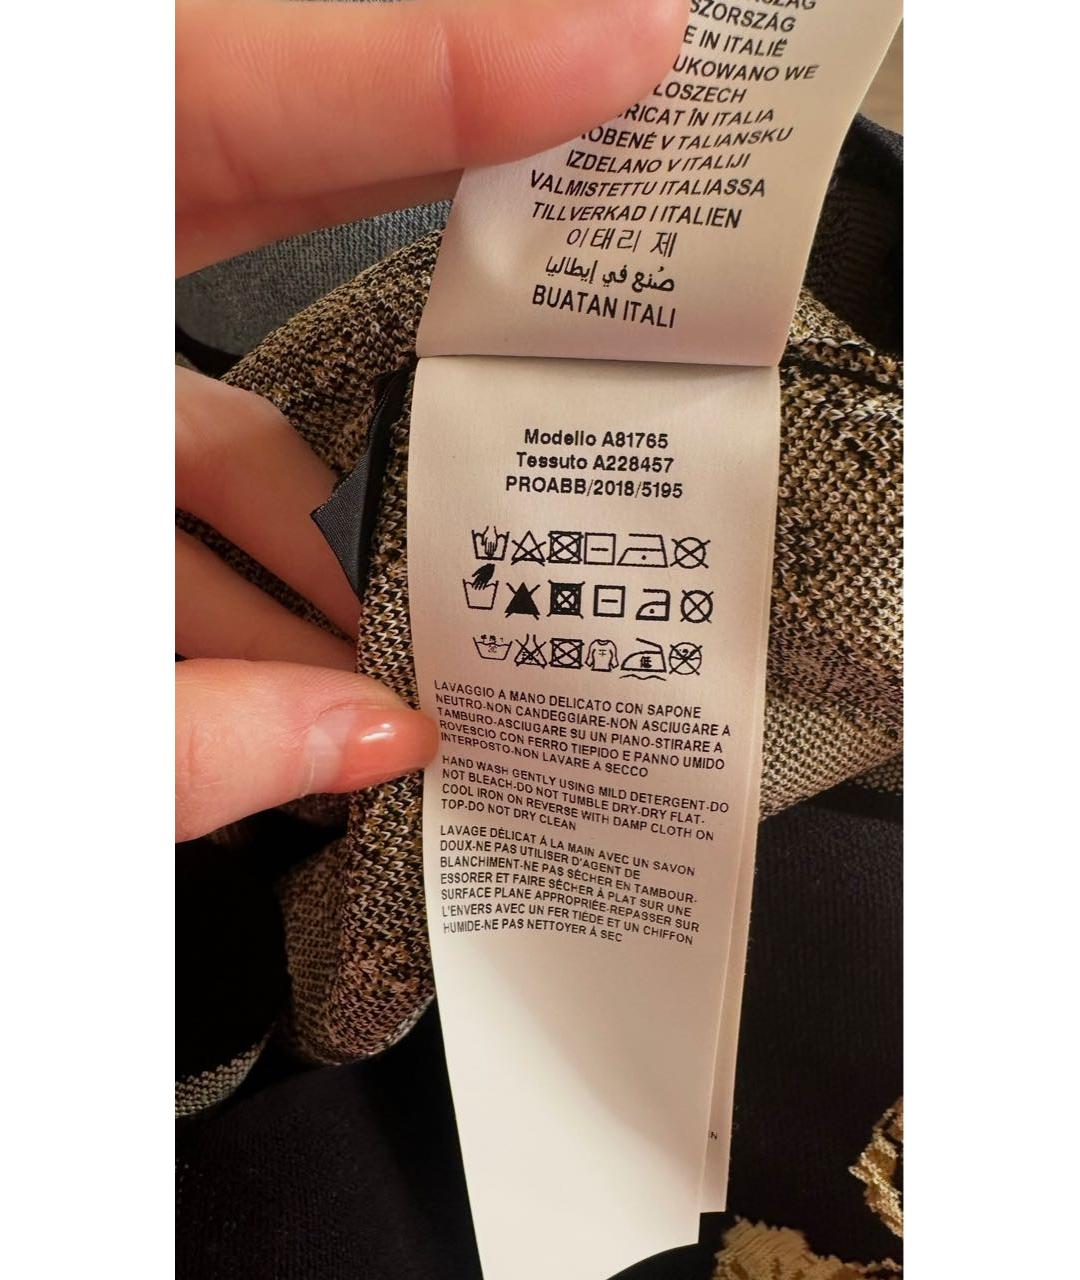 SZORSZÁG
E IN ITALIË
UKOWANO WE
ŁOSZECH
RICAT ÎN ITALIA
OBENÉ V TALIANSKU
IZDELANO V ITALIJI
VALMISTETTU ITALIASSA
TILLVERKAD I ITALIEN
이태리 제
صُنع في إيطاليا
BUATAN ITALI
Modello A81765
Tessuto A228457
PROABB/2018/5195
LAVAGGIO A MANO DELICATO CON SAPONE
NEUTRO-NON CANDEGGIARE-NON ASCIUGARE A
TAMBURO-ASCIUGARE SU UN PIANO-STIRARE A
ROVESCIO CON FERRO TIEPIDO E PANNO UMIDO
INTERPOSTO-NON LAVARE A SECCO
HAND WASH GENTLY USING MILD DETERGENT-DO
NOT BLEACH-DO NOT TUMBLE DRY-DRY FLAT-
COOL IRON ON REVERSE WITH DAMP CLOTH ON
TOP-DO NOT DRY CLEAN
LAVAGE DÉLICAT Á LA MAIN AVEC UN SAVON
DOUX-NE PAS UTILISER D'AGENT DE
BLANCHIMENT-NE PAS SÈCHER EN TAMBOUR-
ESSORER ET FAIRE SÈCHER À PLAT SUR UNE
SURFACE PLANE APPROPRIÉE-REPASSER SUR
L'ENVERS AVEC UN FER TIÈDE ET UN CHIFFON
HUMIDE-NE PAS NETTOYER Á SEC